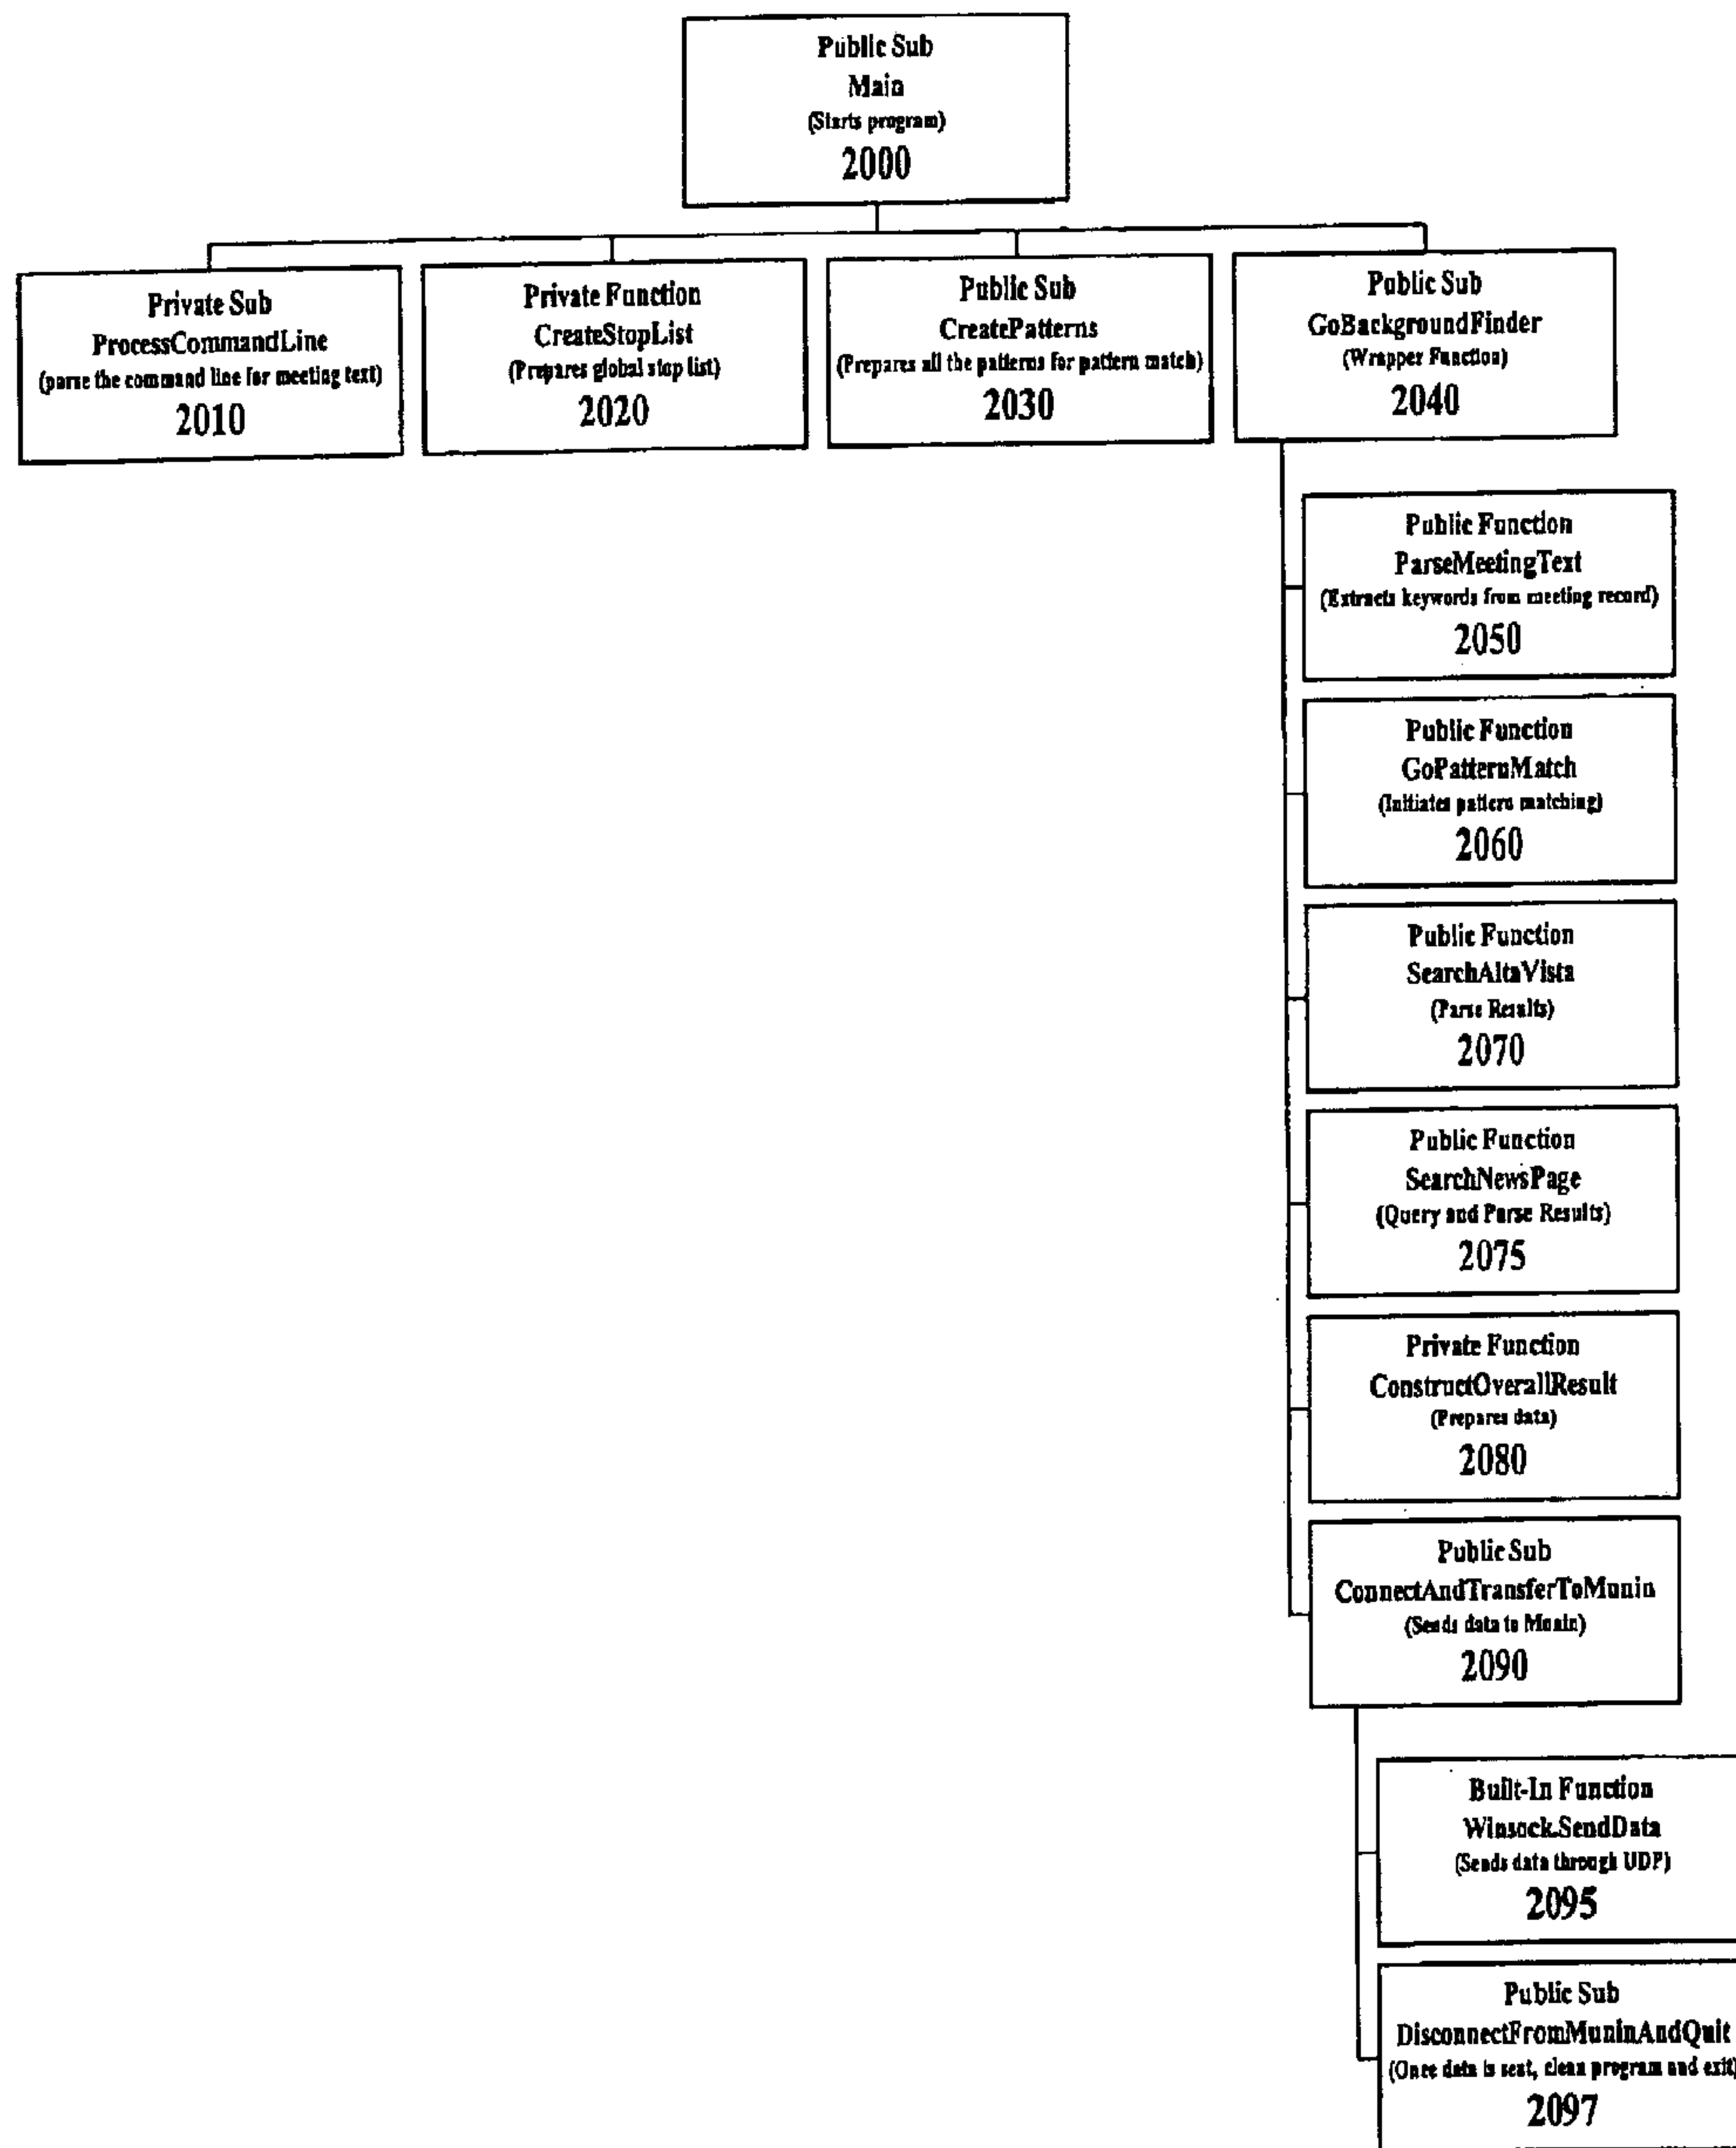 Public Sub
Main
(Starts program)
2000
Private Sub
ProcessCommandLine
(parse the command line for meeting text)
2010
Private Function
CreateStopList
(Prepares global stop list)
2020
Public Sub
CreatePatterns
(Prepares all the patterns for pattern match)
2030
Public Sub
GoBackgroundFinder
(Wrapper Function)
2040
Public Function
ParseMeetingText
(Extracts keywords from meeting record)
2050
Public Function
GoPatternMatch
(Initiates pattern matching)
2060
Public Function
SearchAltaVista
(Parse Results)
2070
Public Function
SearchNewsPage
(Query and Parse Results)
2075
Private Function
ConstructOverallResult
(Prepares data)
2080
Public Sub
ConnectAndTransferToMunin
(Sends data to Munin)
2090
Built-In Function
Winsock.SendData
(Sends data through UDP)
2095
Public Sub
DisconnectFromMuninAndQuit
(Once data is sent, clean program and exit)
2097